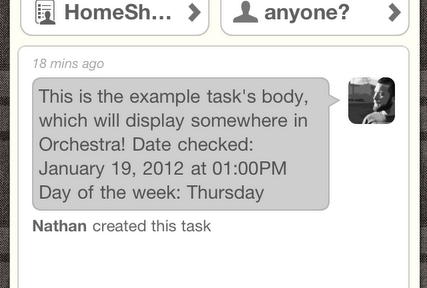 HomeSh... anyone?
18 mins ago
This is the example task's body,
which will display somewhere in
Orchestra! Date checked:
January 19, 2012 at 01:00PM
Day of the week: Thursday
Nathan created this task